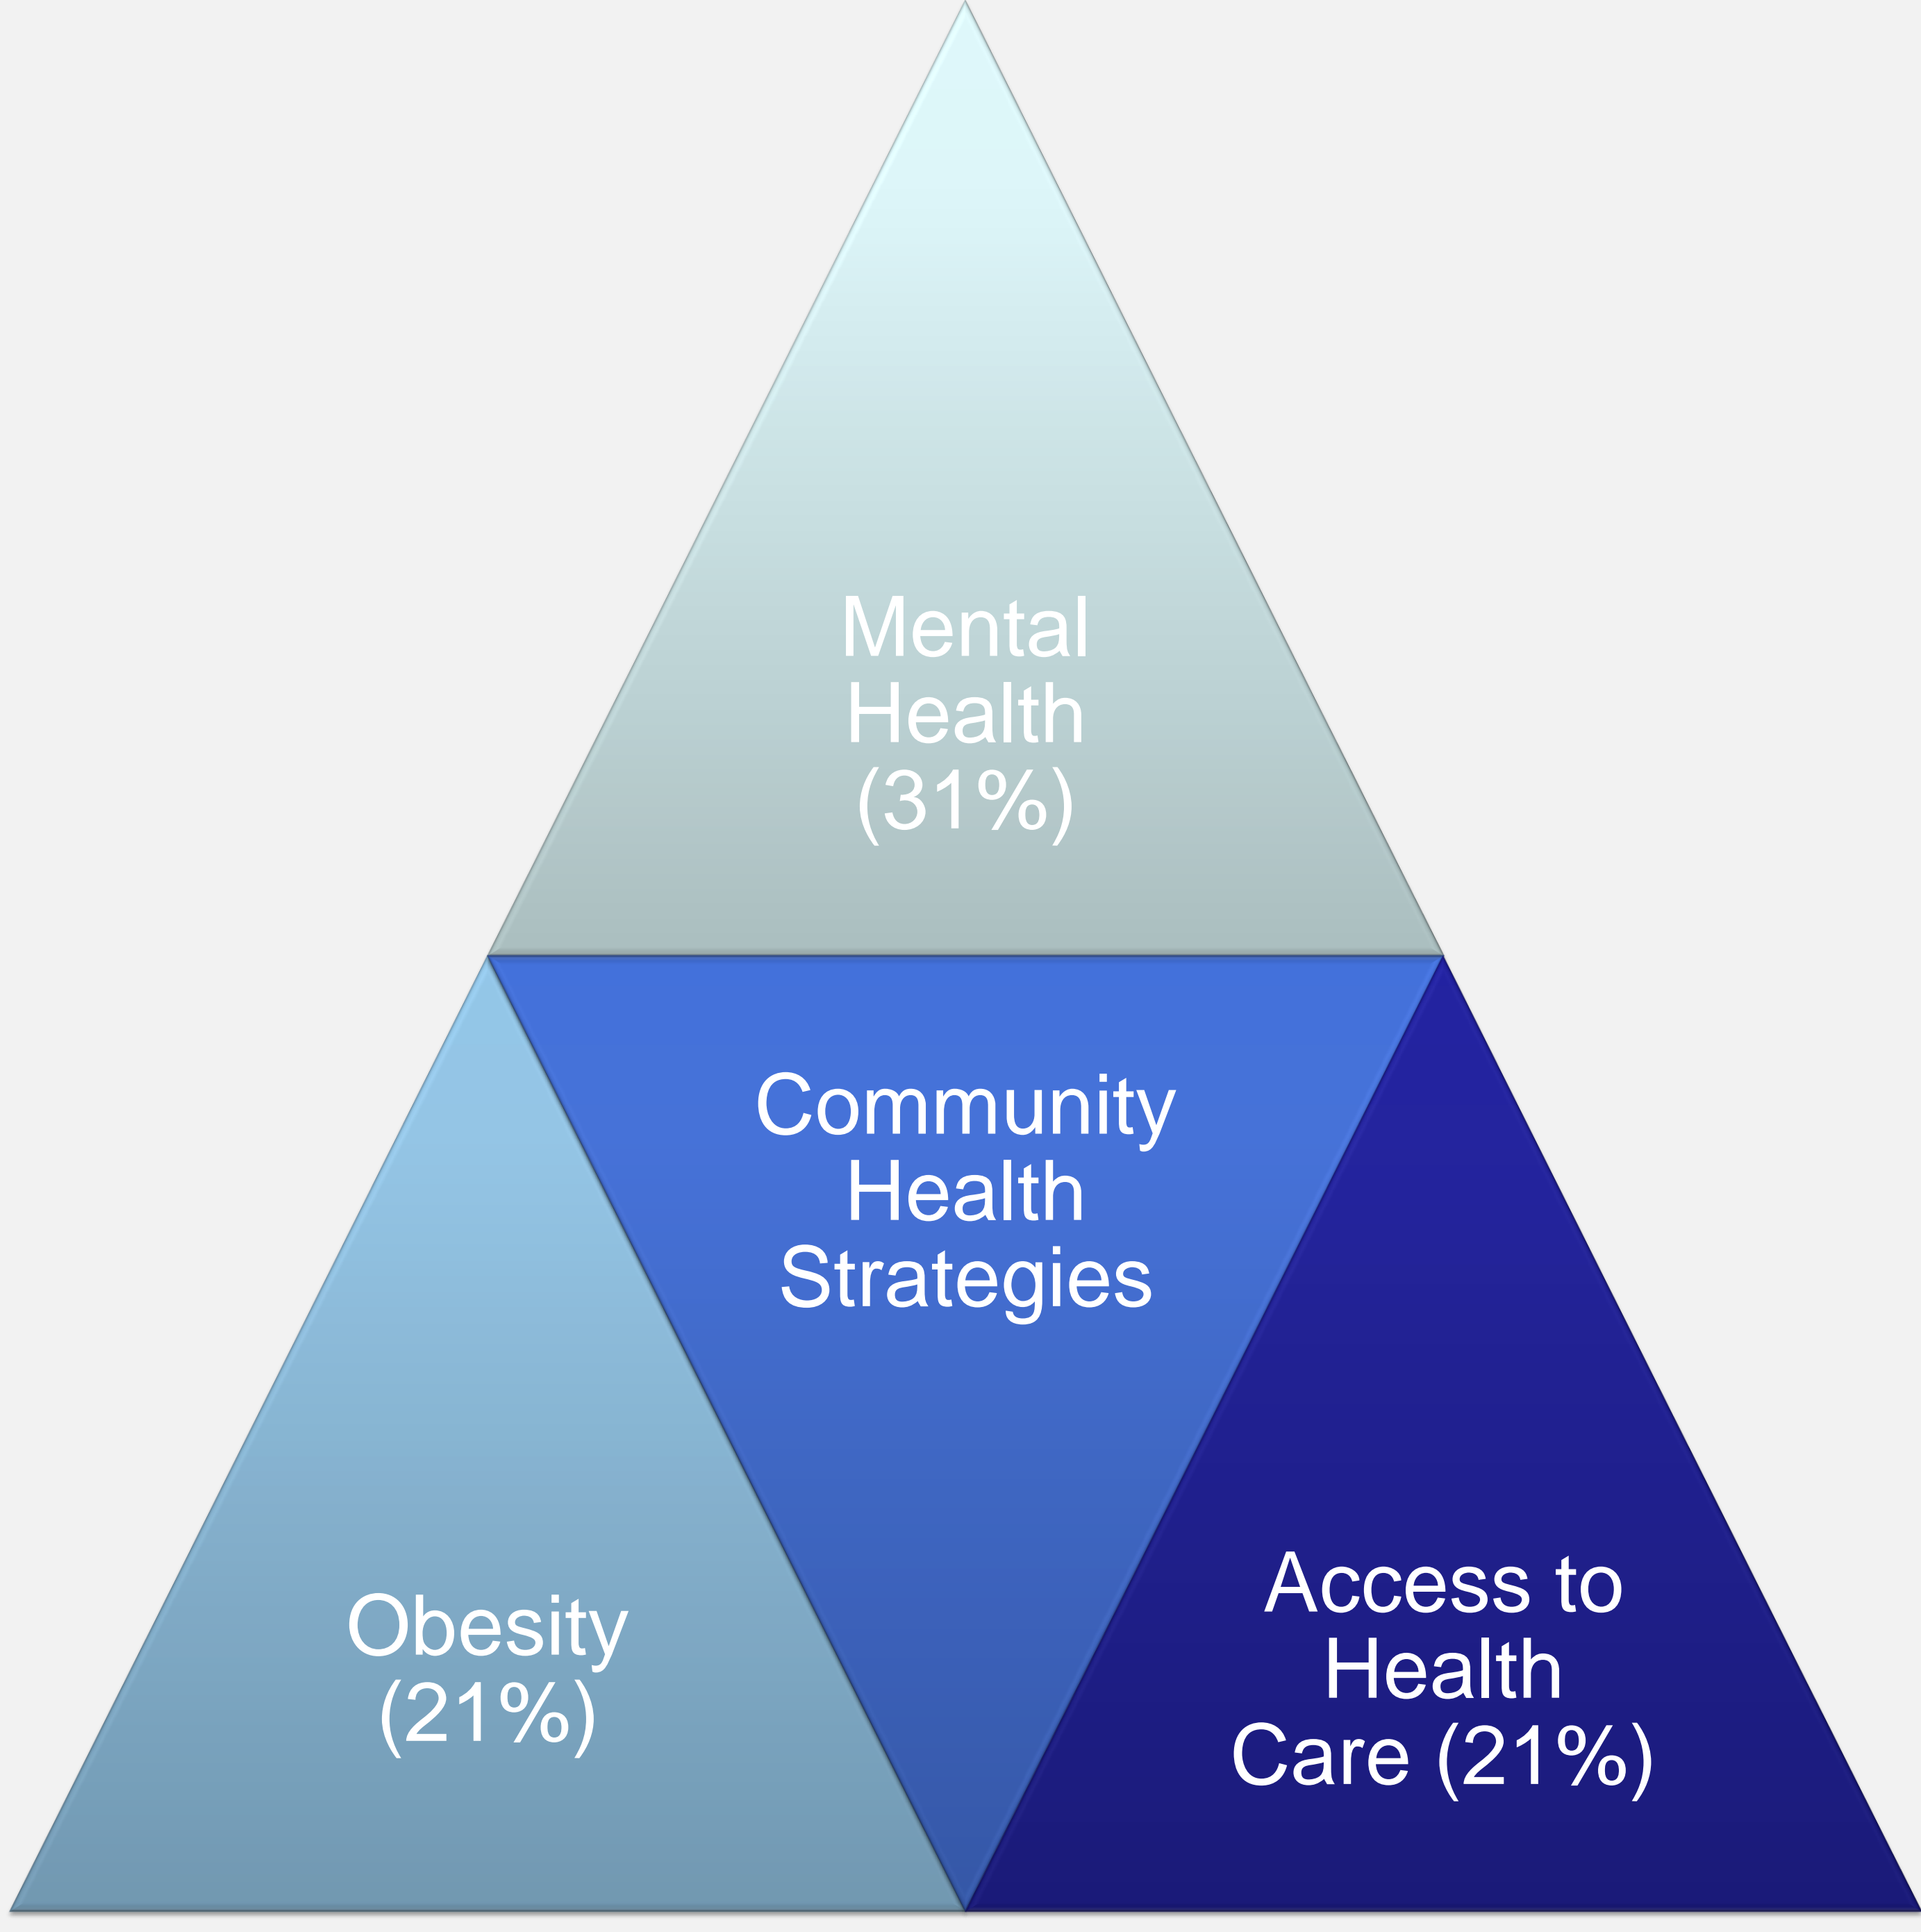 Mental
Health
(31%)
Community
Health
Strategies
Obesity
(21%)
Access to
Health
Care (21%)